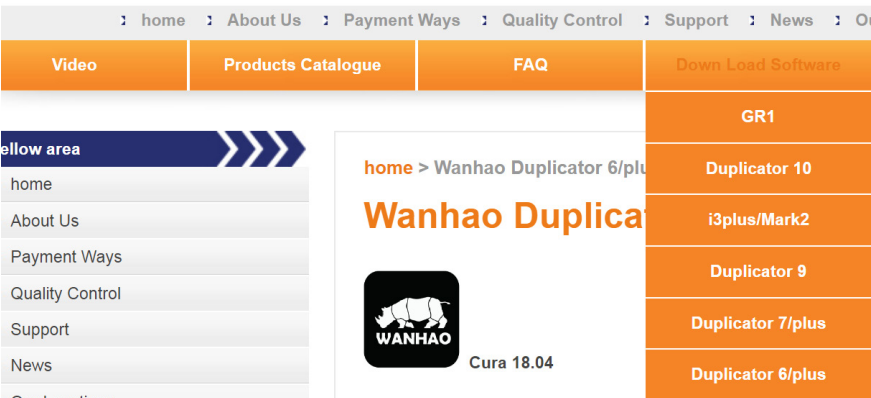 home About Us Payment Ways Quality Control Support News
Video Products Catalogue FAQ Down Load Software
GR1
Duplicator 10
i3plus/Mark2
Duplicator 9
Duplicator 7/plus
Duplicator 6/plus
ellow area
home
About Us
Payment Ways
Quality Control
Support
News
home > Wanhao Duplicator 6/plu
Wanhao Duplica
WANHAO
Cura 18.04